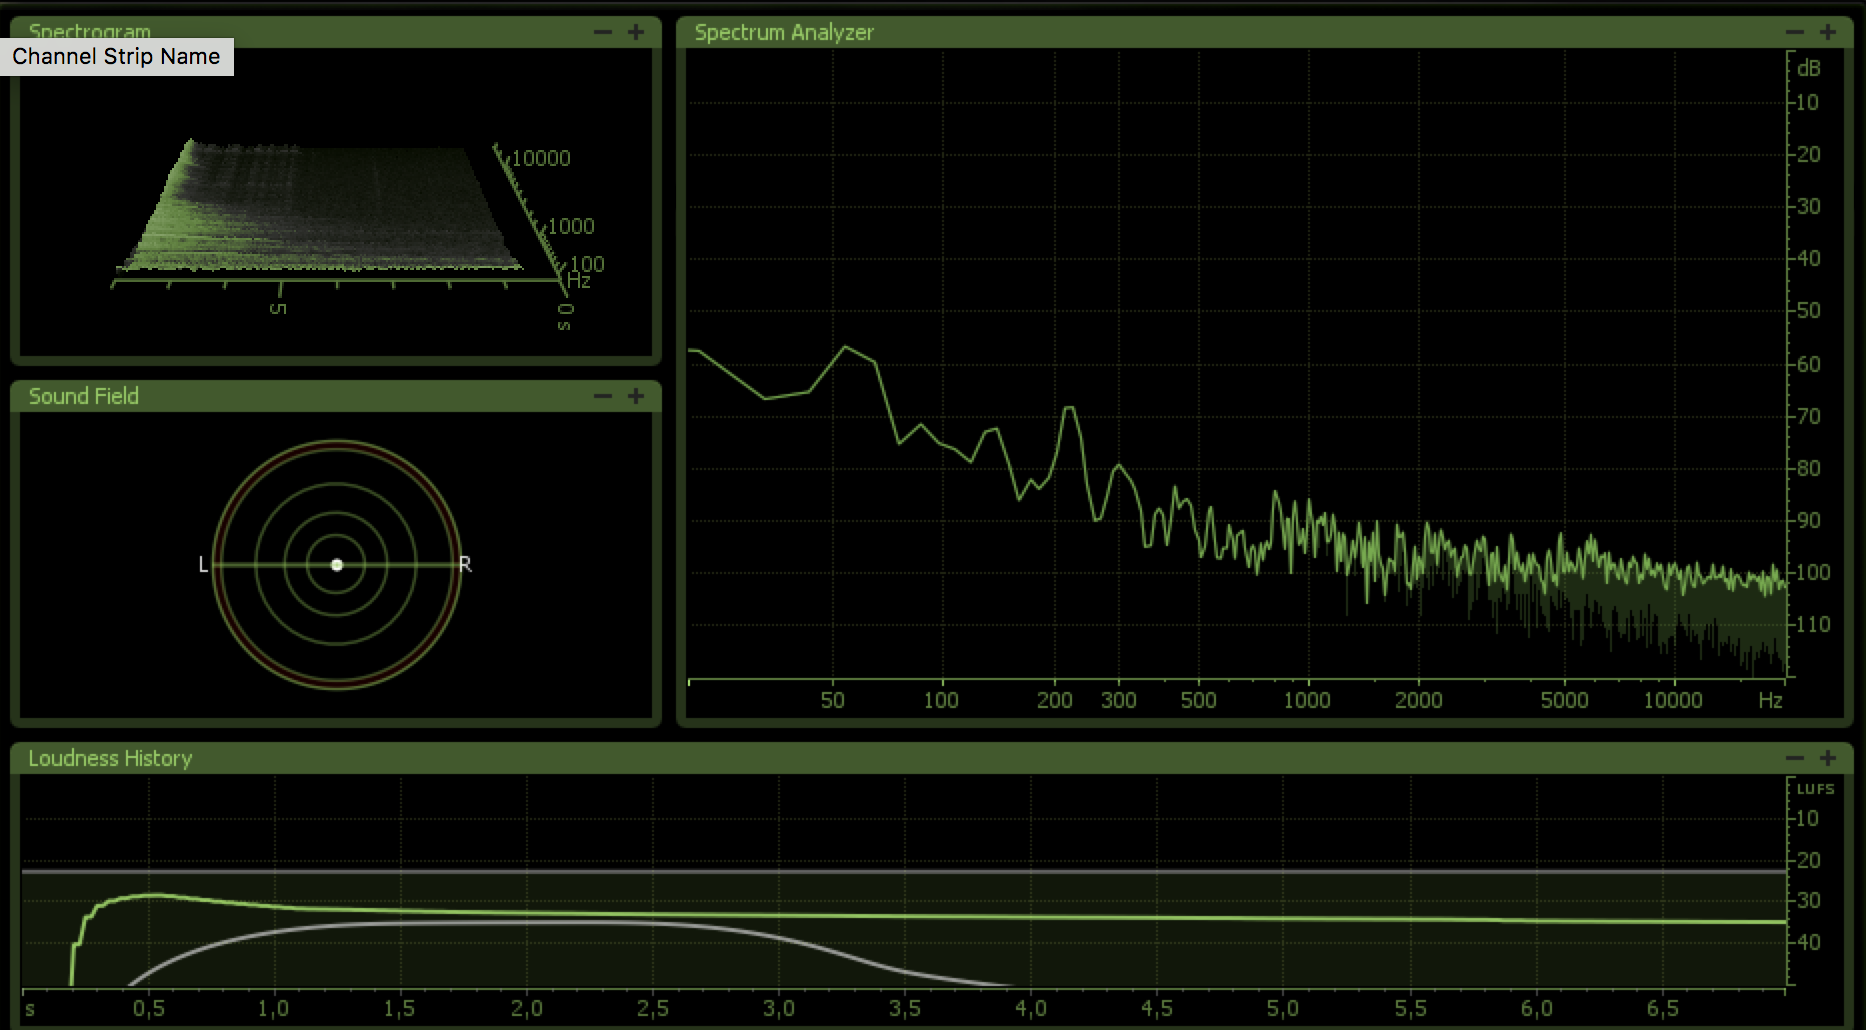 Spectrogram
Channel Strip Name
10000
1000
100
Hz
5
0
s
Sound Field
L
R
Spectrum Analyzer
dB
10
20
30
40
50
60
70
80
90
100
110
50 100 200 300 500 1000 2000 5000 10000 Hz
Loudness History
LUFS
10
20
30
40
s 0,5 1,0 1,5 2,0 2,5 3,0 3,5 4,0 4,5 5,0 5,5 6,0 6,5